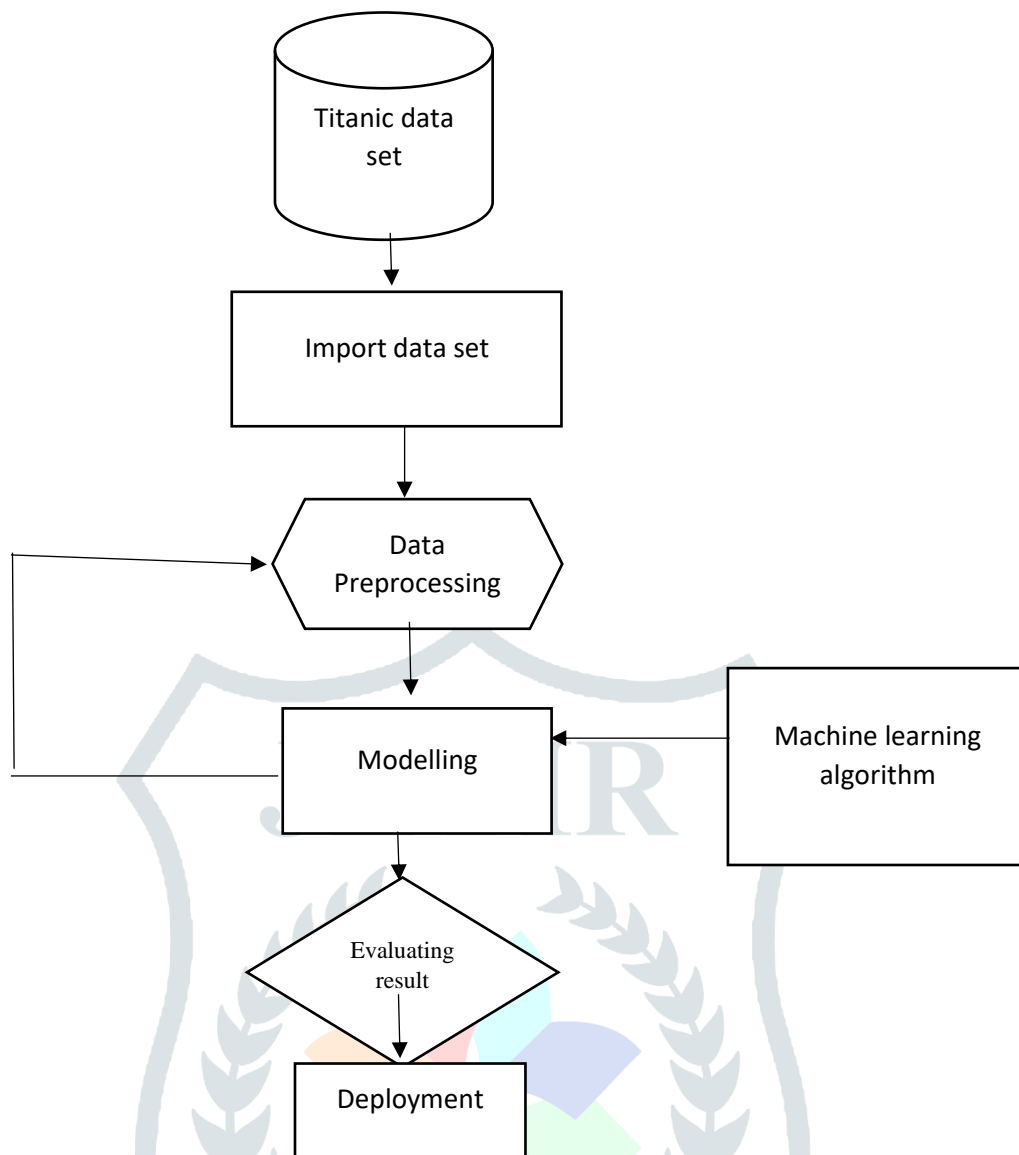 Titanic data
set
Import data set
Data
Preprocessing
Modelling
Machine learning
algorithm
Evaluating
result
Deployment